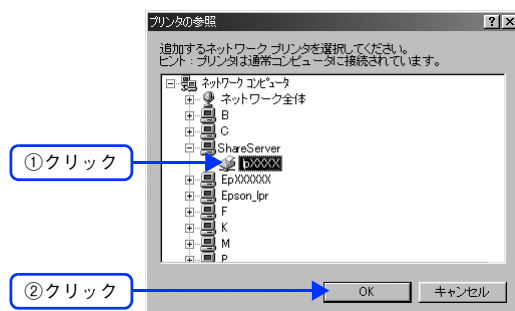 プリンタの参照
追加するネットワーク プリンタを選択してください。
ヒント : プリンタは通常コンピュータに接続されています。
ネットワーク コンピュータ
ネットワーク全体
B
C
ShareServer
①クリック
pXXXX
EpXXXXXX
Epson_lpr
F
K
M
P
②クリック
OK
キャンセル